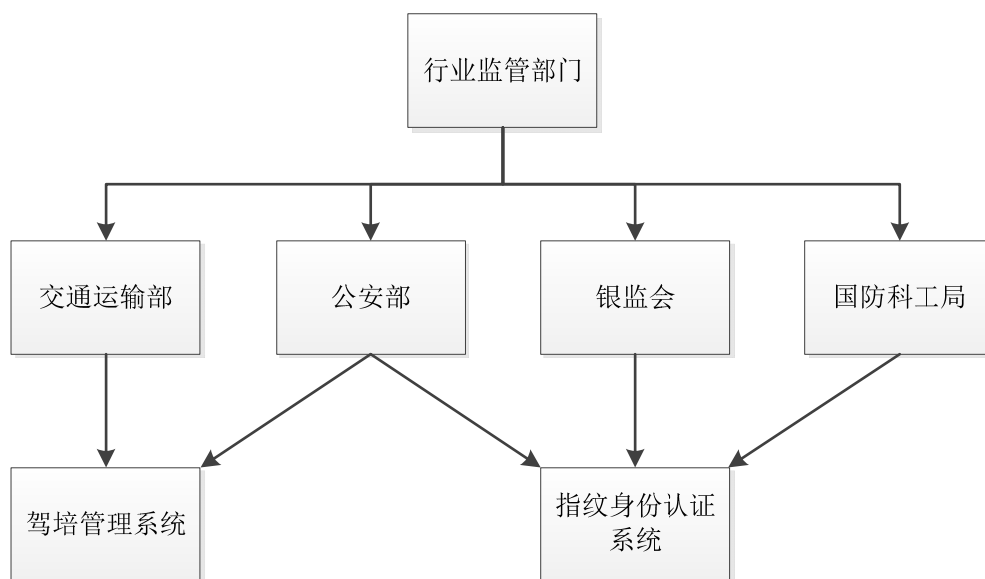 行业监管部门
交通运输部
公安部
银监会
国防科工局
驾培管理系统
指纹身份认证
系统